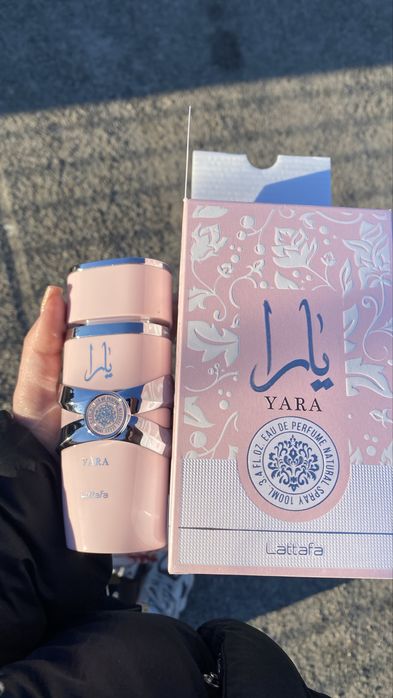 يارا
YARA
Lattafa
يارا
YARA
EAU DE PERFUME NATURAL SPRAY 100ML. 3.4 FL.OZ.
Lattafa